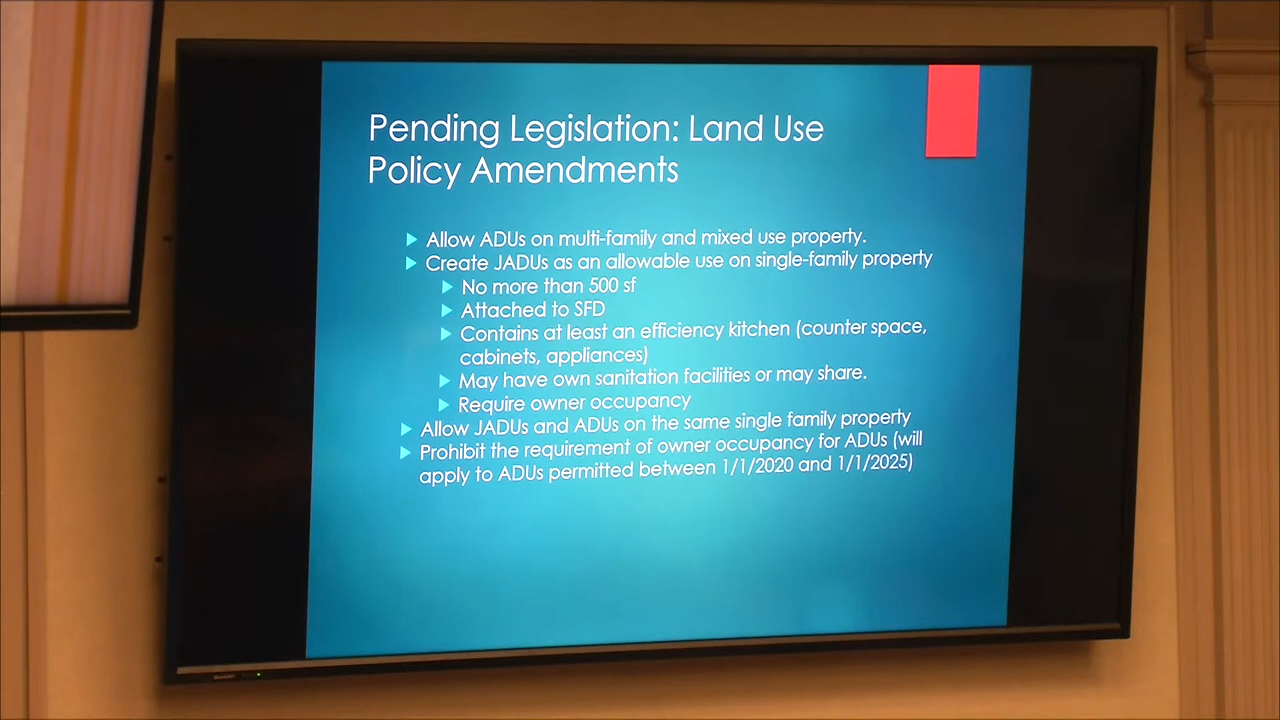 Pending Legislation: Land Use
Policy Amendments
Allow ADUs on multi-family and mixed use property.
Create JADUs as an allowable use on single-family property
No more than 500 sf
Attached to SFD
Contains at least an efficiency kitchen (counter space,
cabinets, appliances)
May have own sanitation facilities or may share.
Require owner occupancy
Allow JADUs and ADUs on the same single family property
Prohibit the requirement of owner occupancy for ADUs (will
apply to ADUs permitted between 1/1/2020 and 1/1/2025)